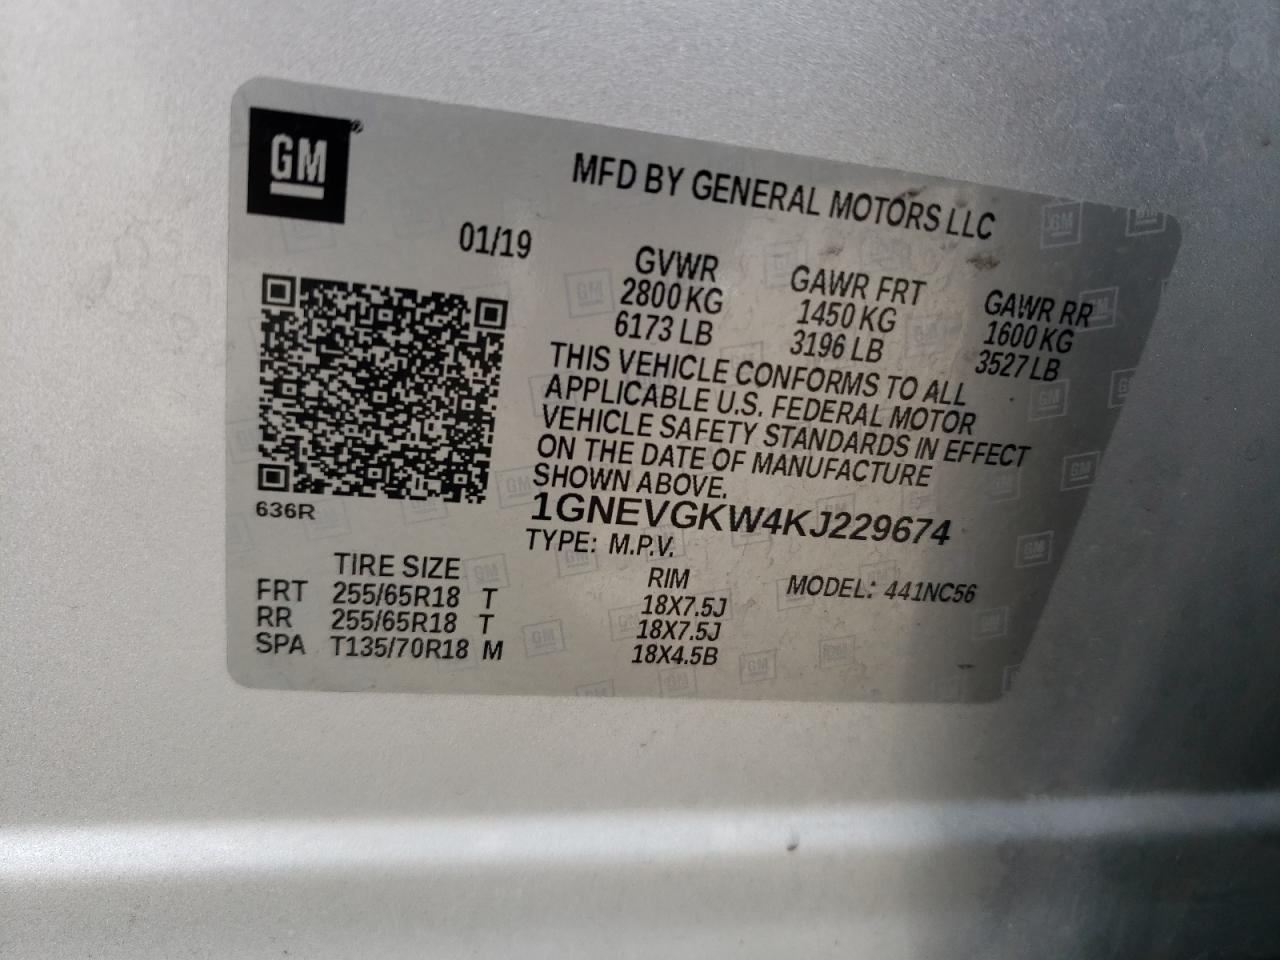 GM
MFD BY GENERAL MOTORS LLC
01/19
GVWR GAWR FRT GAWR RR
2800 KG 1450 KG 1600 KG
6173 LB 3196 LB 3527 LB
THIS VEHICLE CONFORMS TO ALL
APPLICABLE U.S. FEDERAL MOTOR
VEHICLE SAFETY STANDARDS IN EFFECT
ON THE DATE OF MANUFACTURE
SHOWN ABOVE.
636R
1GNEVGKW4KJ229674
TYPE: M.P.V.
MODEL: 441NC56
TIRE SIZE RIM
FRT 255/65R18 T 18X7.5J
RR 255/65R18 T 18X7.5J
SPA T135/70R18 M 18X4.5B